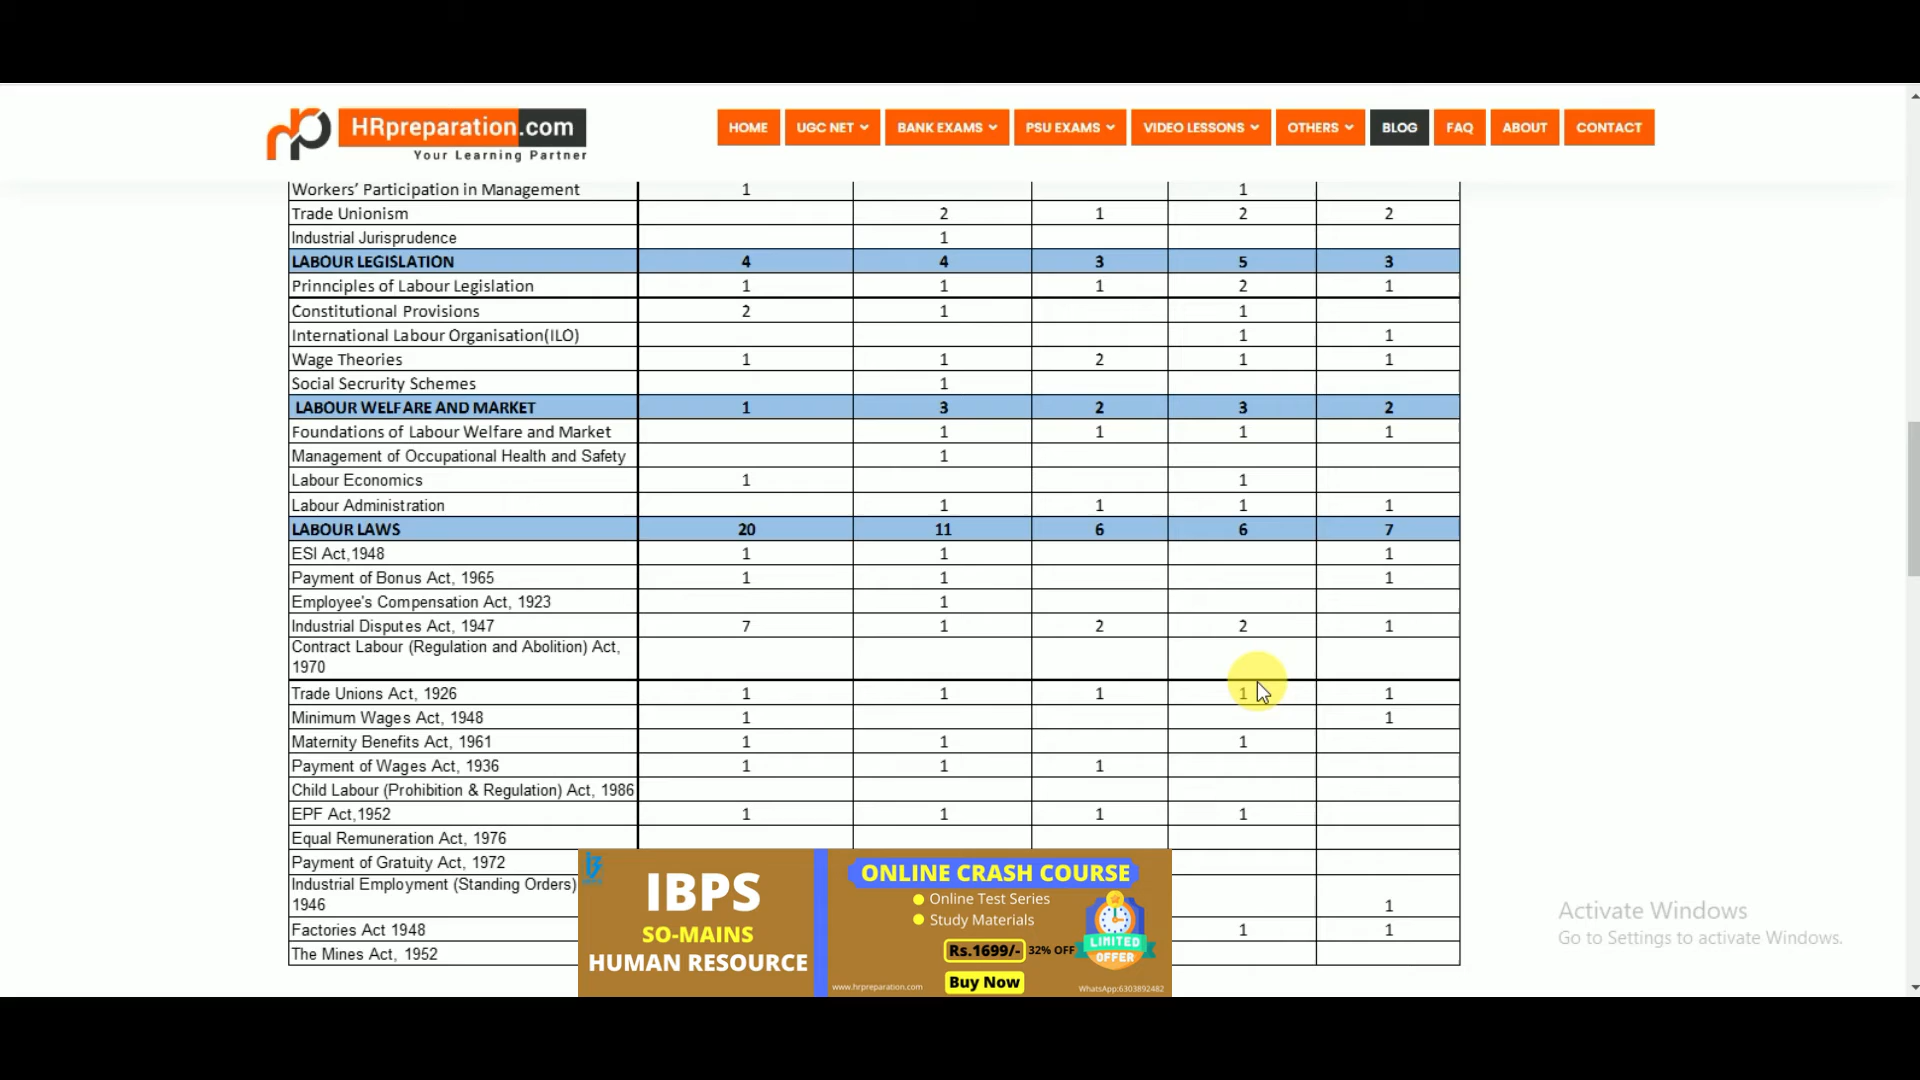 HRpreparation.com
Your Learning Partner
HOME UGC NET BANK EXAMS PSU EXAMS VIDEO LESSONS OTHERS BLOG FAQ ABOUT CONTACT
Workers' Participation in Management 1 1
Trade Unionism 2 1 2 2
Industrial Jurisprudence 1
LABOUR LEGISLATION 4 4 3 5 3
Prinnciples of Labour Legislation 1 1 1 2 1
Constitutional Provisions 2 1 1
International Labour Organisation(ILO) 1 1
Wage Theories 1 1 2 1 1
Social Secrurity Schemes 1
LABOUR WELFARE AND MARKET 1 3 2 3 2
Foundations of Labour Welfare and Market 1 1 1 1
Management of Occupational Health and Safety 1
Labour Economics 1 1
Labour Administration 1 1 1 1
LABOUR LAWS 20 11 6 6 7
ESI Act,1948 1 1 1
Payment of Bonus Act, 1965 1 1 1
Employee's Compensation Act, 1923 1
Industrial Disputes Act, 1947 7 1 2 2 1
Contract Labour (Regulation and Abolition) Act,
1970
Trade Unions Act, 1926 1 1 1 1 1
Minimum Wages Act, 1948 1 1
Maternity Benefits Act, 1961 1 1 1
Payment of Wages Act, 1936 1 1 1
Child Labour (Prohibition & Regulation) Act, 1986
EPF Act,1952 1 1 1 1
Equal Remuneration Act, 1976
Payment of Gratuity Act, 1972
Industrial Employment (Standing Orders)
1946 1
Factories Act 1948 1 1
The Mines Act, 1952
IBPS
SO-MAINS
HUMAN RESOURCE
ONLINE CRASH COURSE
Online Test Series
Study Materials
Rs.1699/- 32% OFF
LIMITED
OFFER
Buy Now
www.hrpreparation.com
WhatsApp:6303892482
Activate Windows
Go to Settings to activate Windows.